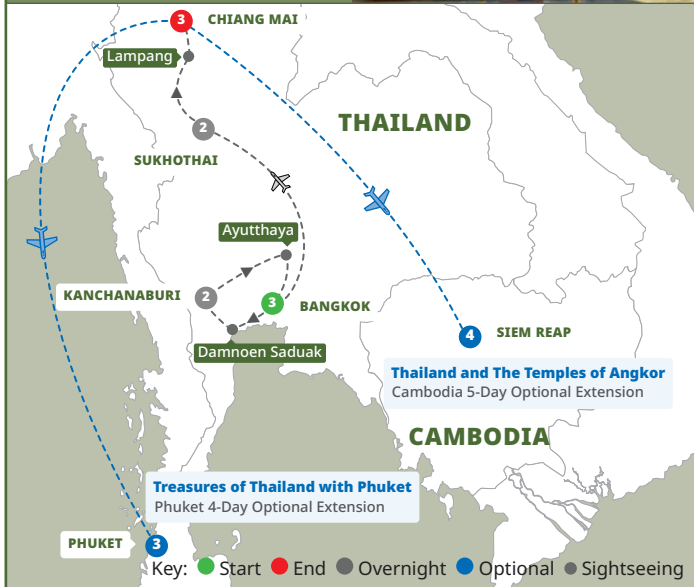 3 CHIANG MAI
Lampang
THAILAND
2
SUKHOTHAI
Ayutthaya
KANCHANABURI 2
3 BANGKOK
Damnoen Saduak
4 SIEM REAP
Thailand and The Temples of Angkor
Cambodia 5-Day Optional Extension
CAMBODIA
Treasures of Thailand with Phuket
Phuket 4-Day Optional Extension
PHUKET 3
Key: Start End Overnight Optional Sightseeing